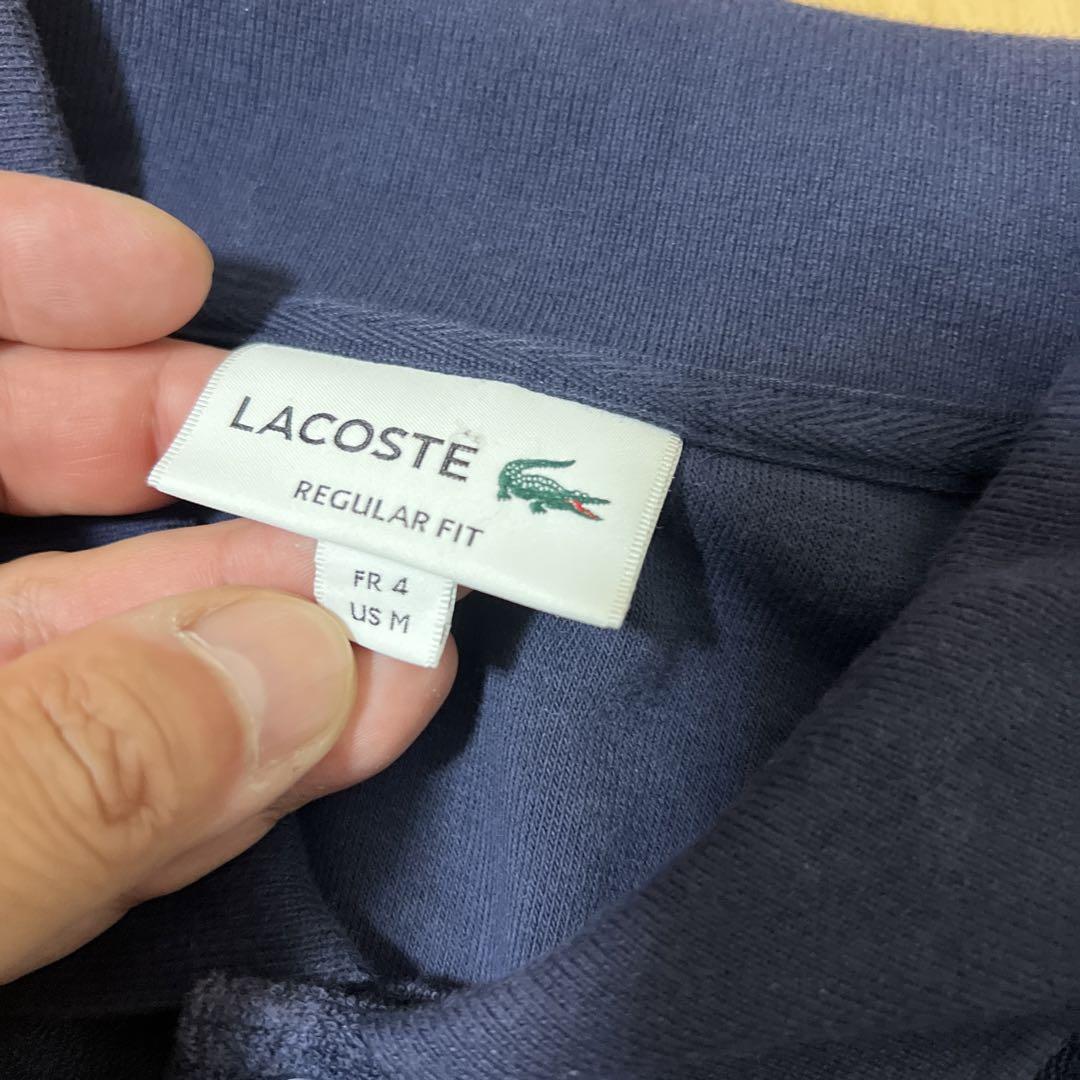 LACOSTE
REGULAR FIT
FR 4
US M